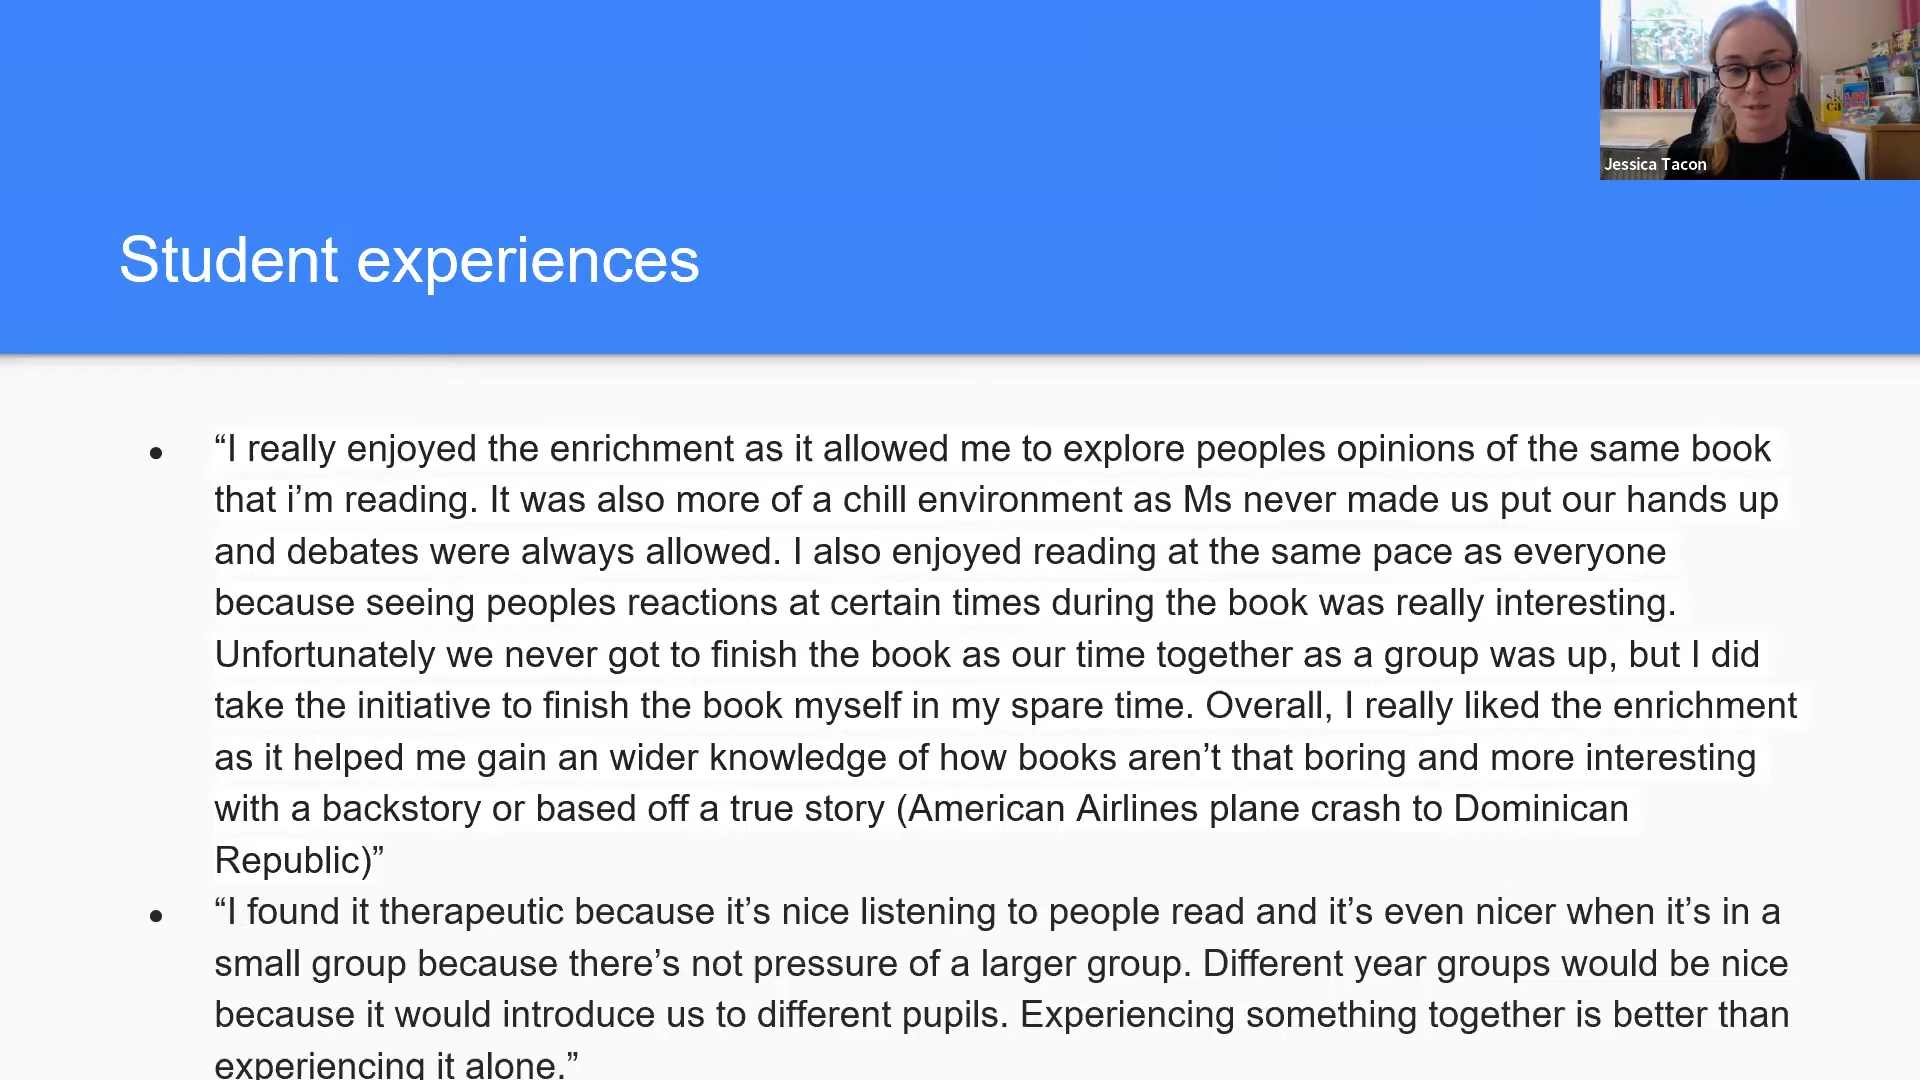 Jessica Tacon
Student experiences
● “I really enjoyed the enrichment as it allowed me to explore peoples opinions of the same book
that i’m reading. It was also more of a chill environment as Ms never made us put our hands up
and debates were always allowed. I also enjoyed reading at the same pace as everyone
because seeing peoples reactions at certain times during the book was really interesting.
Unfortunately we never got to finish the book as our time together as a group was up, but I did
take the initiative to finish the book myself in my spare time. Overall, I really liked the enrichment
as it helped me gain an wider knowledge of how books aren’t that boring and more interesting
with a backstory or based off a true story (American Airlines plane crash to Dominican
Republic)”
● “I found it therapeutic because it’s nice listening to people read and it’s even nicer when it’s in a
small group because there’s not pressure of a larger group. Different year groups would be nice
because it would introduce us to different pupils. Experiencing something together is better than
experiencing it alone.”